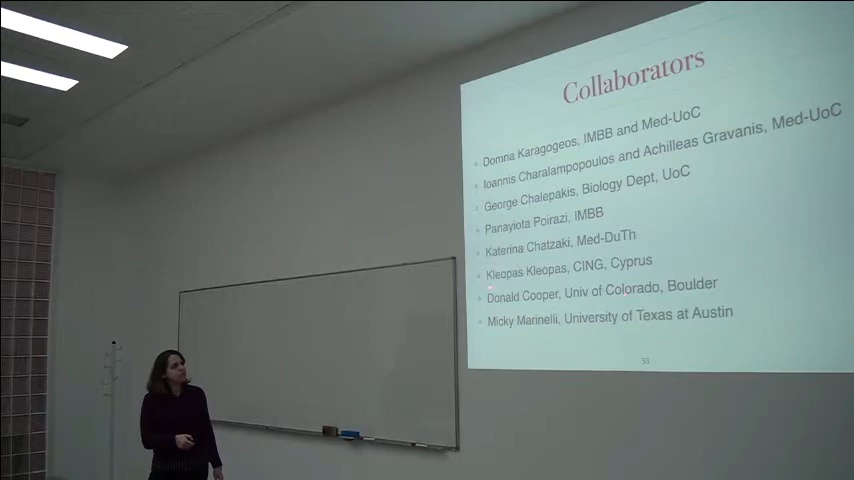 Collaborators
Domna Karagogeos, IMBB and Med-UoC
Ioannis Charalampopoulos and Achilleas Gravanis, Med-UoC
George Chalepakis, Biology Dept, UoC
Panayiota Poirazi, IMBB
Katerina Chatzaki, Med-DuTh
Kleopas Kleopas, CING, Cyprus
Donald Cooper, Univ of Colorado, Boulder
Micky Marinelli, University of Texas at Austin
53